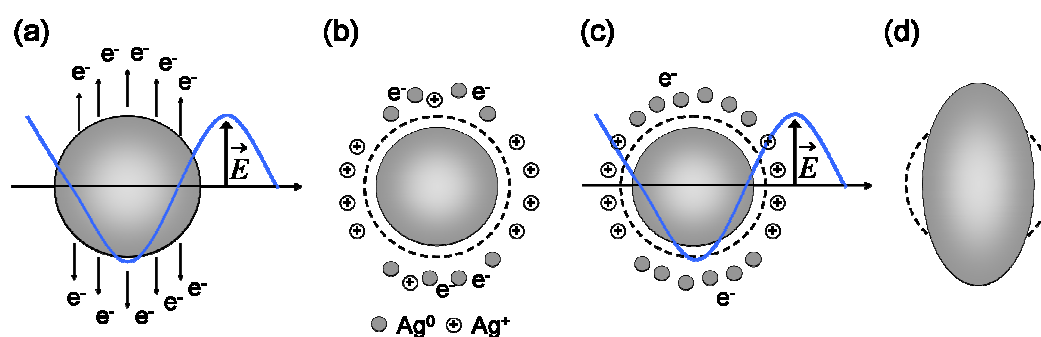 (a) (b) (c) (d)
e⁻ e⁻ e⁻ e⁻ e⁻
e⁻ e⁻
e⁻
E⃗ E⃗
e⁻ e⁻ e⁻ e⁻ e⁻
e⁻ e⁻
e⁻
Ag⁰ Ag⁺